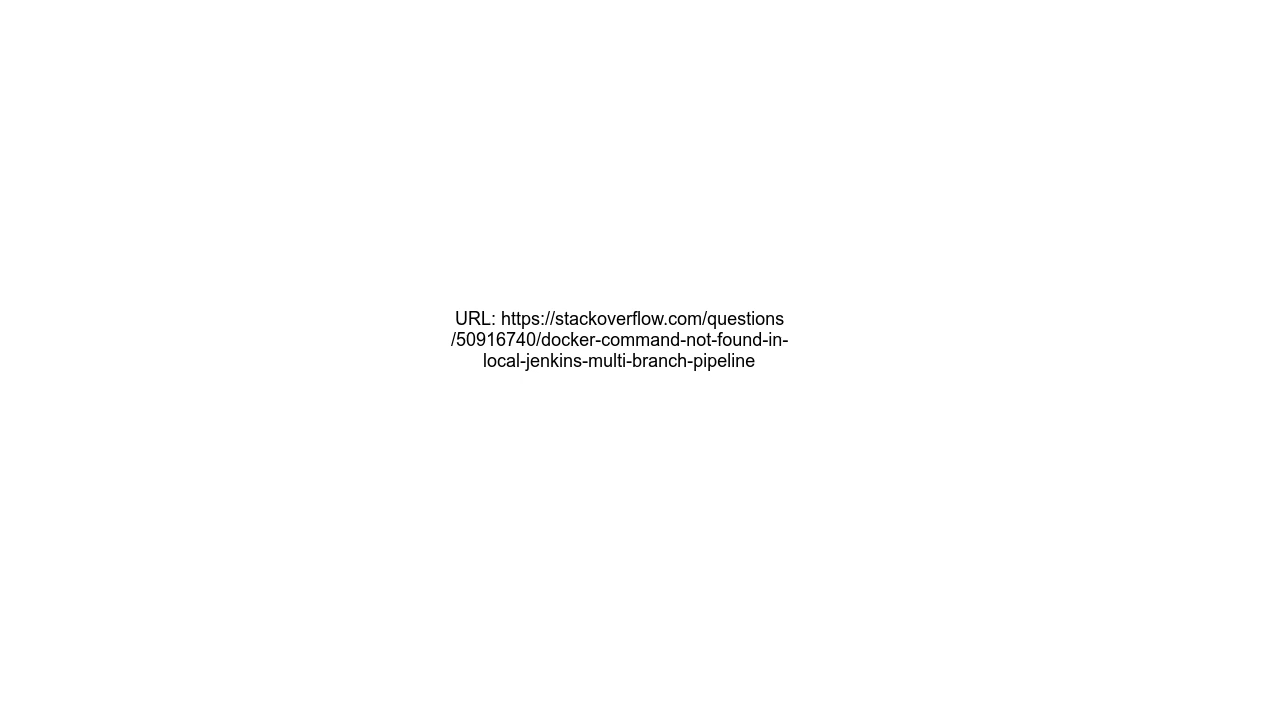 URL: https://stackoverflow.com/questions
/50916740/docker-command-not-found-in-
local-jenkins-multi-branch-pipeline